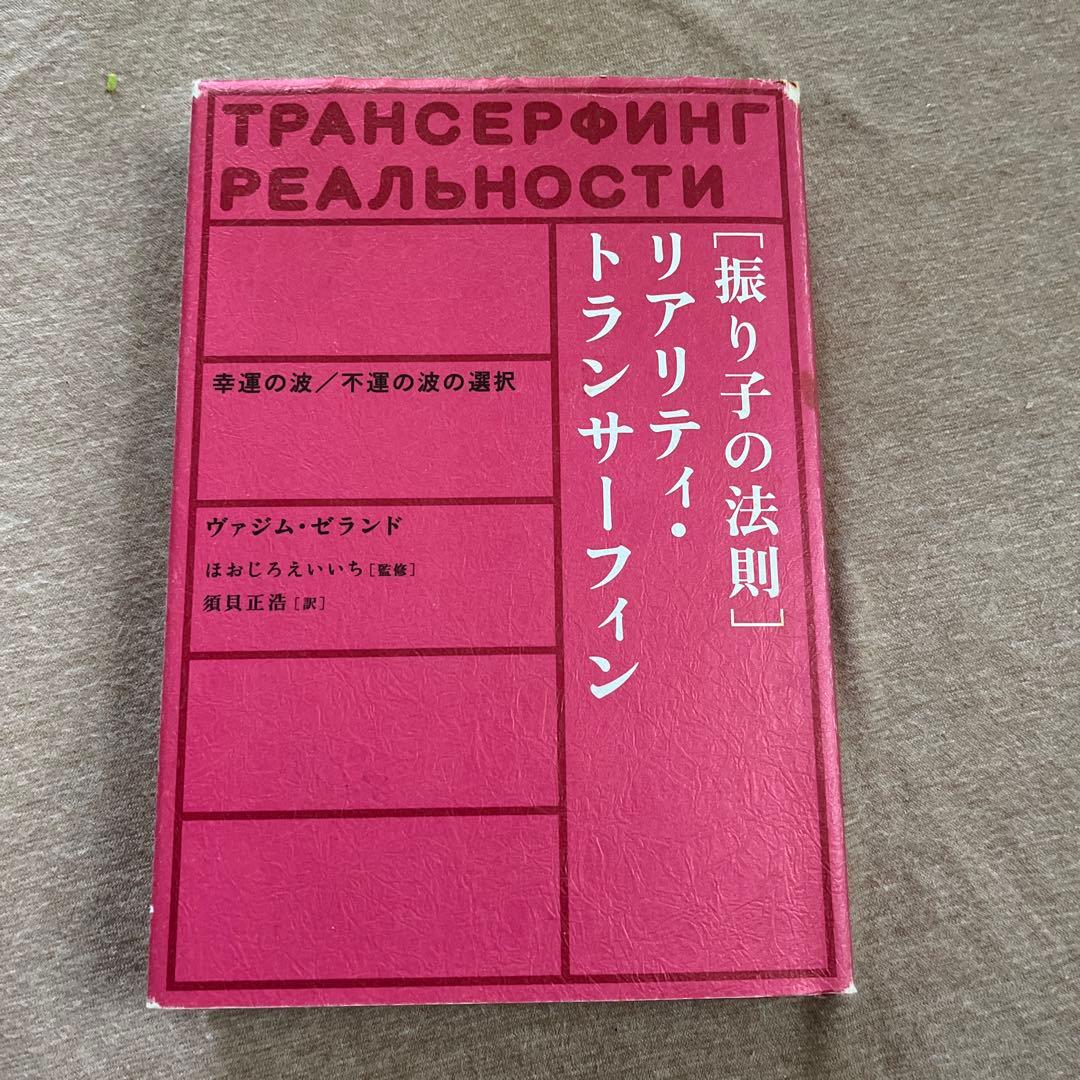 ТРАНСЕРФИНГ
РЕАЛЬНОСТИ
［振り子の法則］
リアリティ・
トランサーフィン
幸運の波／不運の波の選択
ヴァジム・ゼランド
ほおじろえいいち［監修］
須貝正浩［訳］